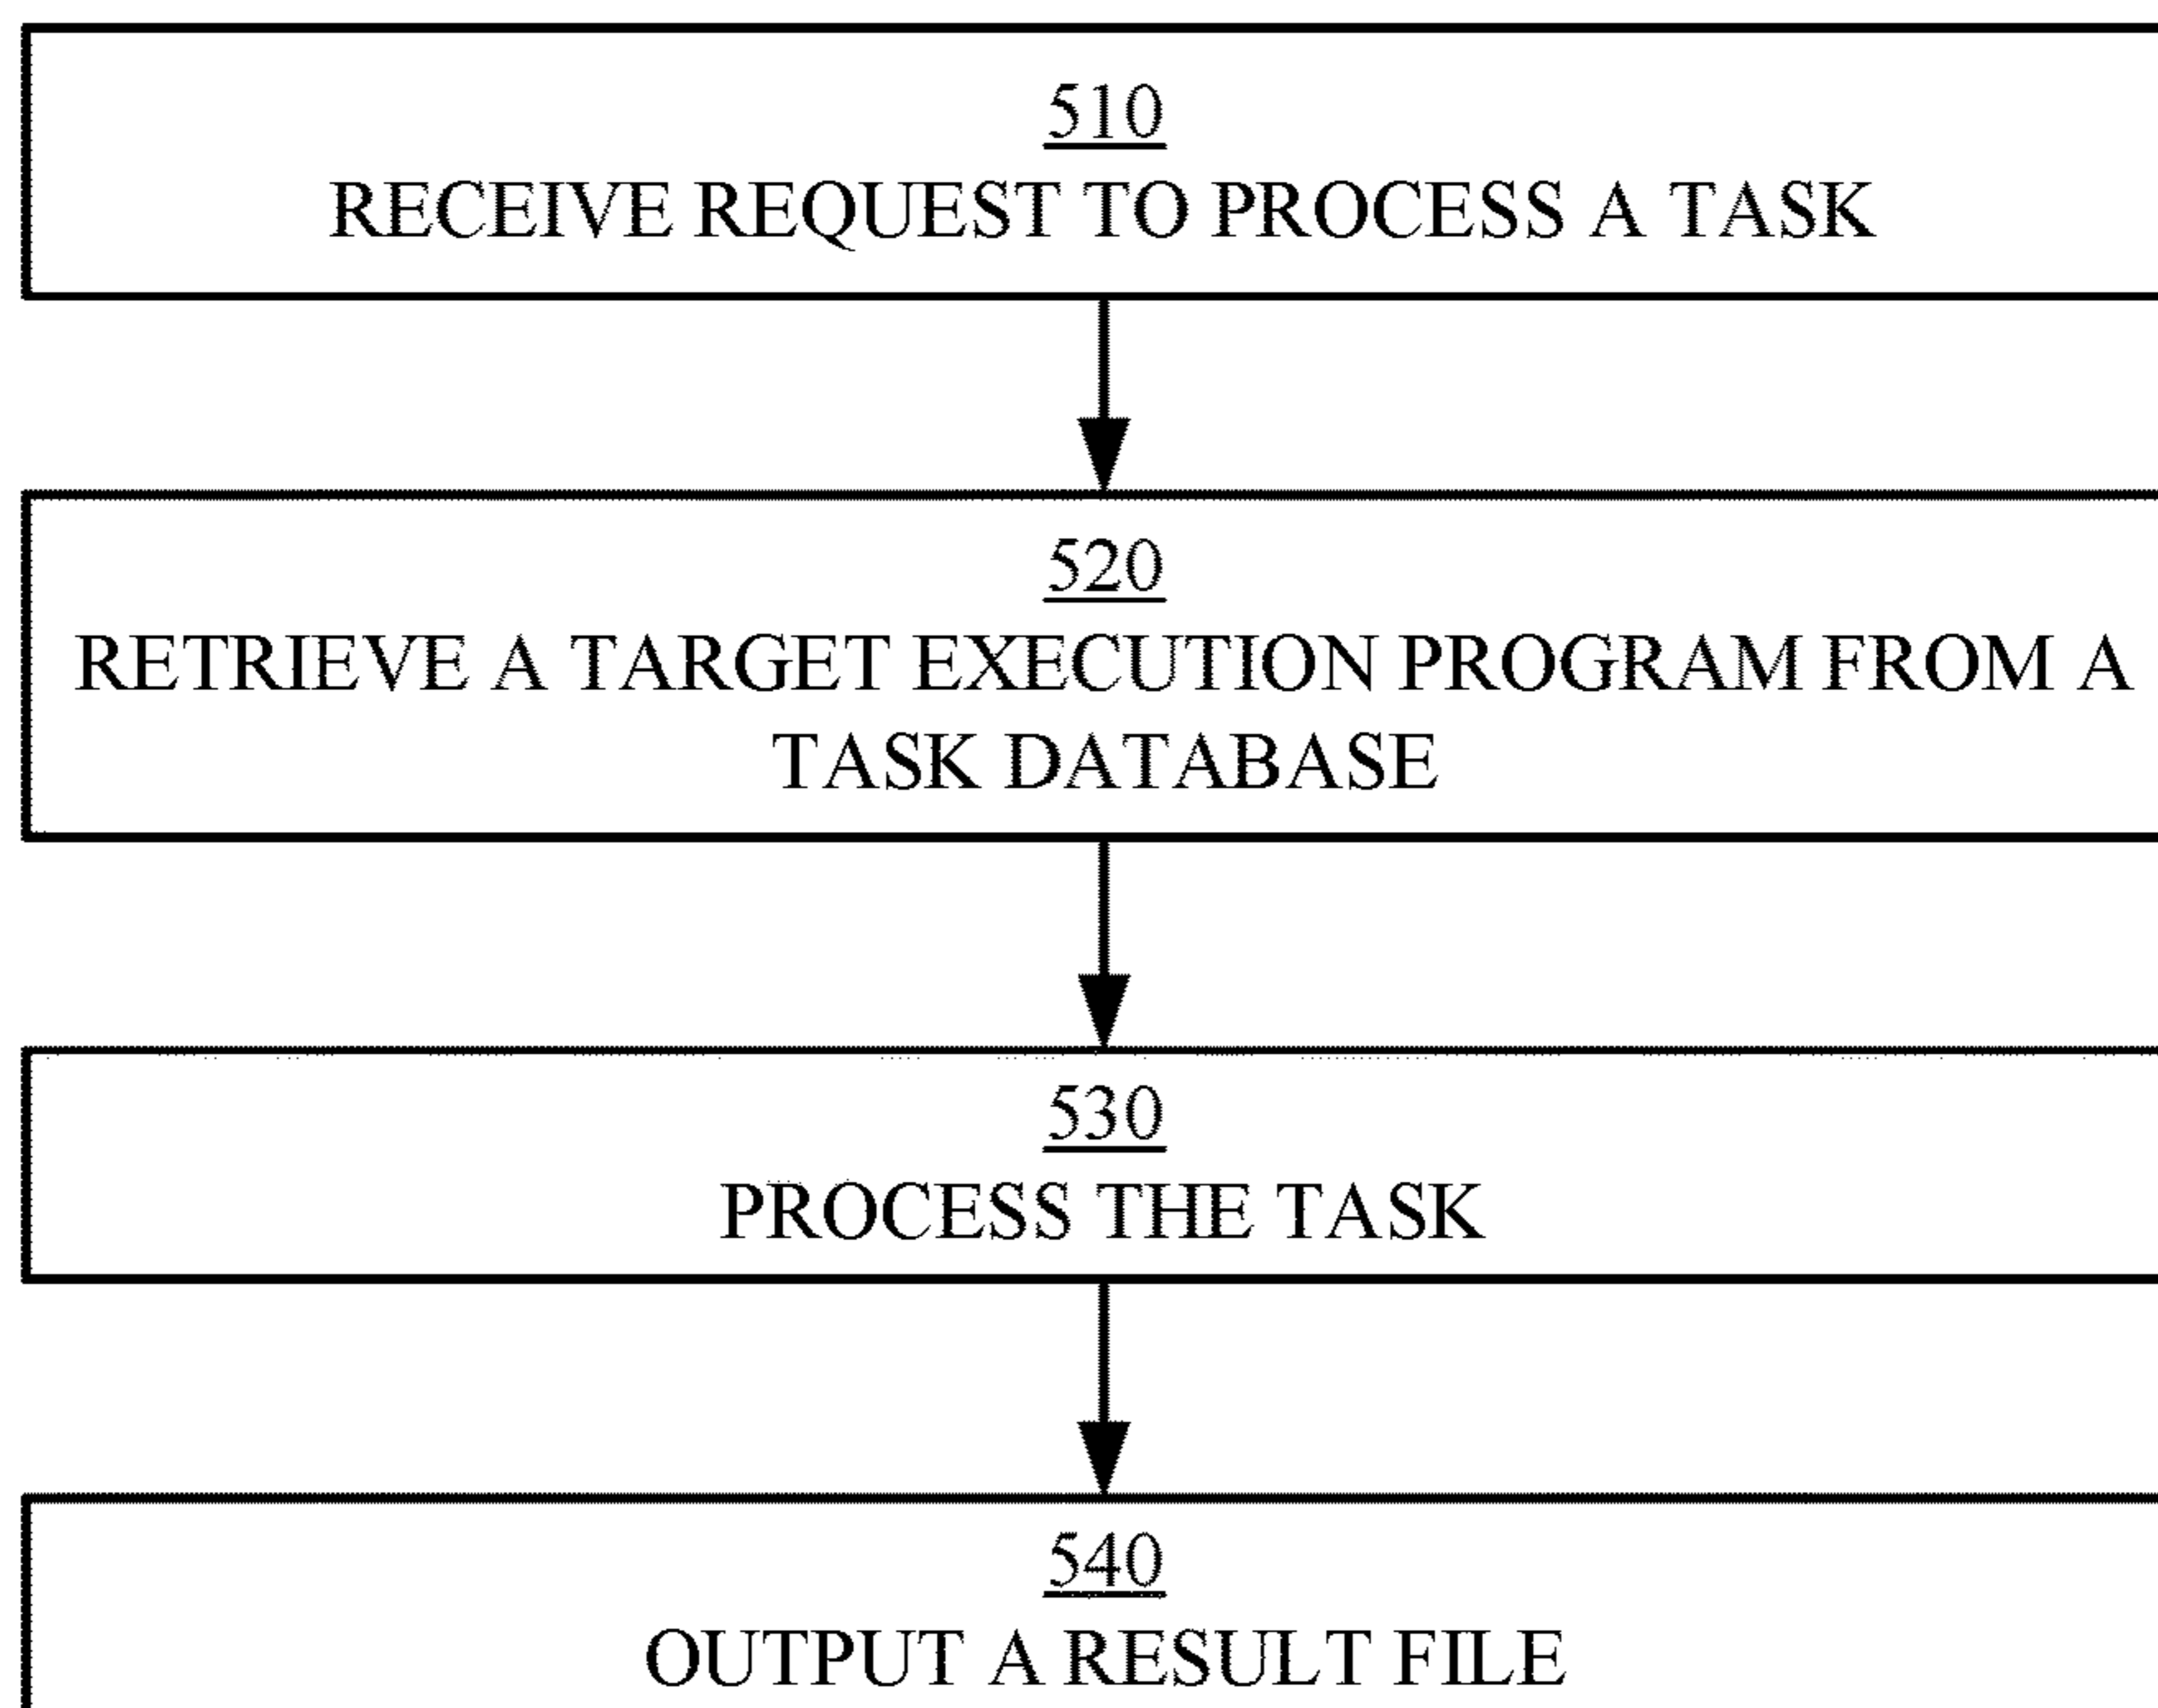 510
RECEIVE REQUEST TO PROCESS A TASK
520
RETRIEVE A TARGET EXECUTION PROGRAM FROM A
TASK DATABASE
530
PROCESS THE TASK
540
OUTPUT A RESULT FILE